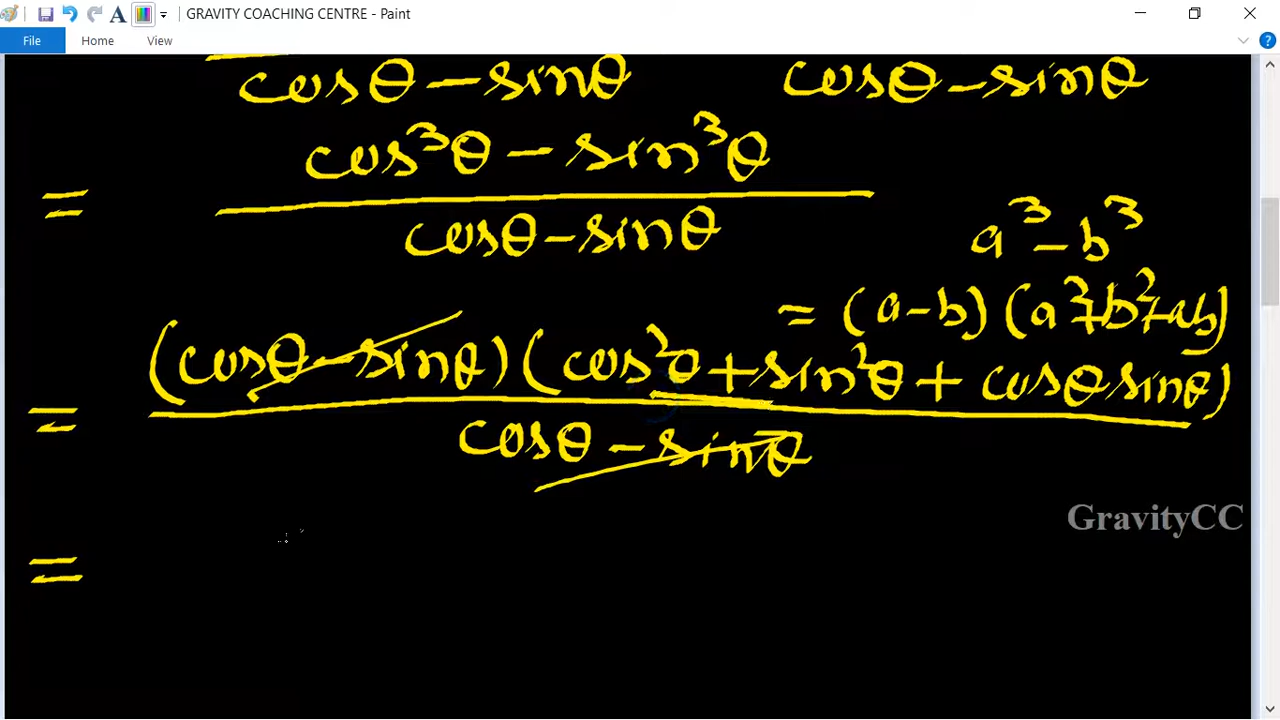 GRAVITY COACHING CENTRE - Paint
File Home View
cosθ - sinθ cosθ - sinθ
cos³θ - sin³θ
=
cosθ - sinθ
a³ - b³
= (a - b) (a² + b² + ab)
(cosθ - sinθ) (cos²θ + sin²θ + cosθ sinθ)
=
cosθ - sinθ
GravityCC
=